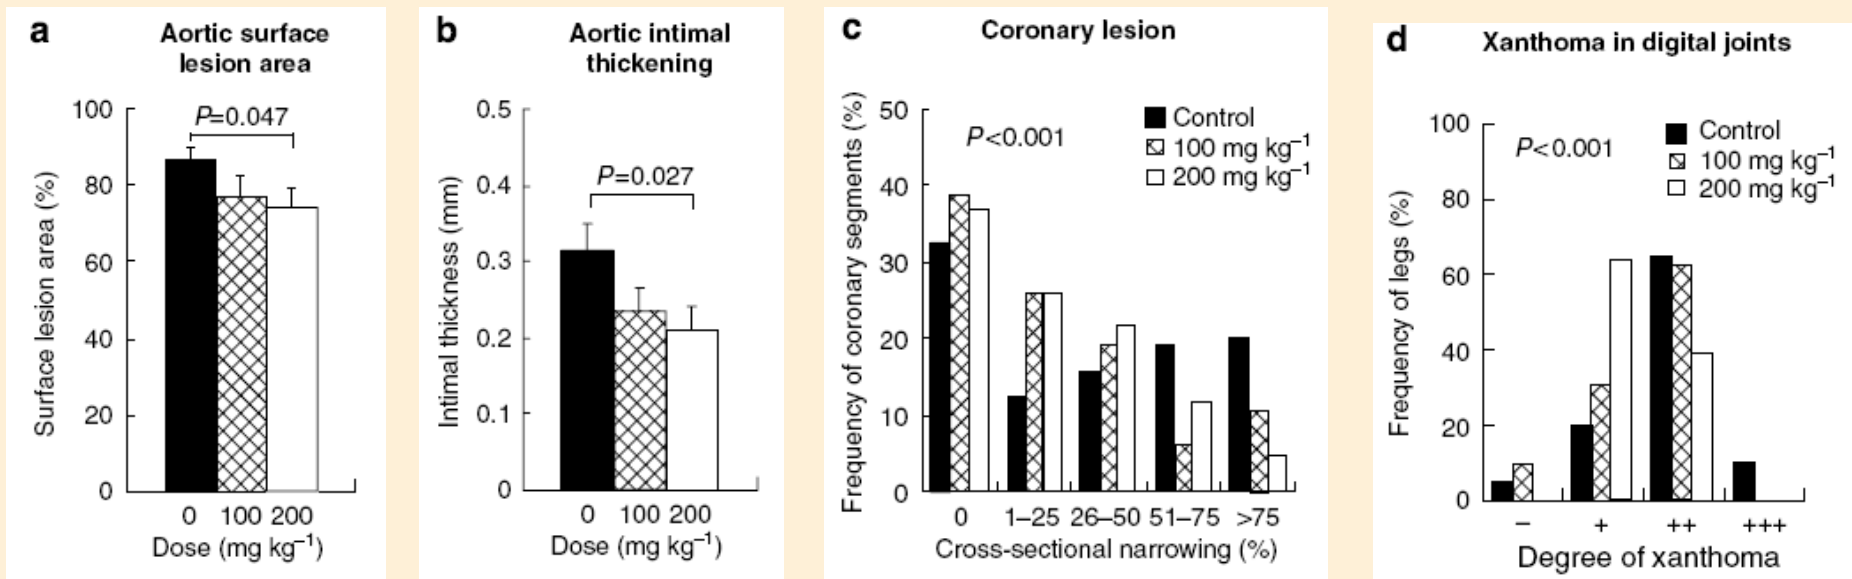 a
Aortic surface
lesion area
100
80
60
40
20
0
P=0.047
Surface lesion area (%)
0 100 200
Dose (mg kg⁻¹)
b
Aortic intimal
thickening
0.5
0.4
0.3
0.2
0.1
0
P=0.027
Intimal thickness (mm)
0 100 200
Dose (mg kg⁻¹)
c
Coronary lesion
50
40
30
20
10
0
P<0.001
Control
100 mg kg⁻¹
200 mg kg⁻¹
Frequency of coronary segments (%)
0 1–25 26–50 51–75 >75
Cross-sectional narrowing (%)
d
Xanthoma in digital joints
100
80
60
40
20
0
P<0.001
Control
100 mg kg⁻¹
200 mg kg⁻¹
Frequency of legs (%)
– + ++ +++
Degree of xanthoma